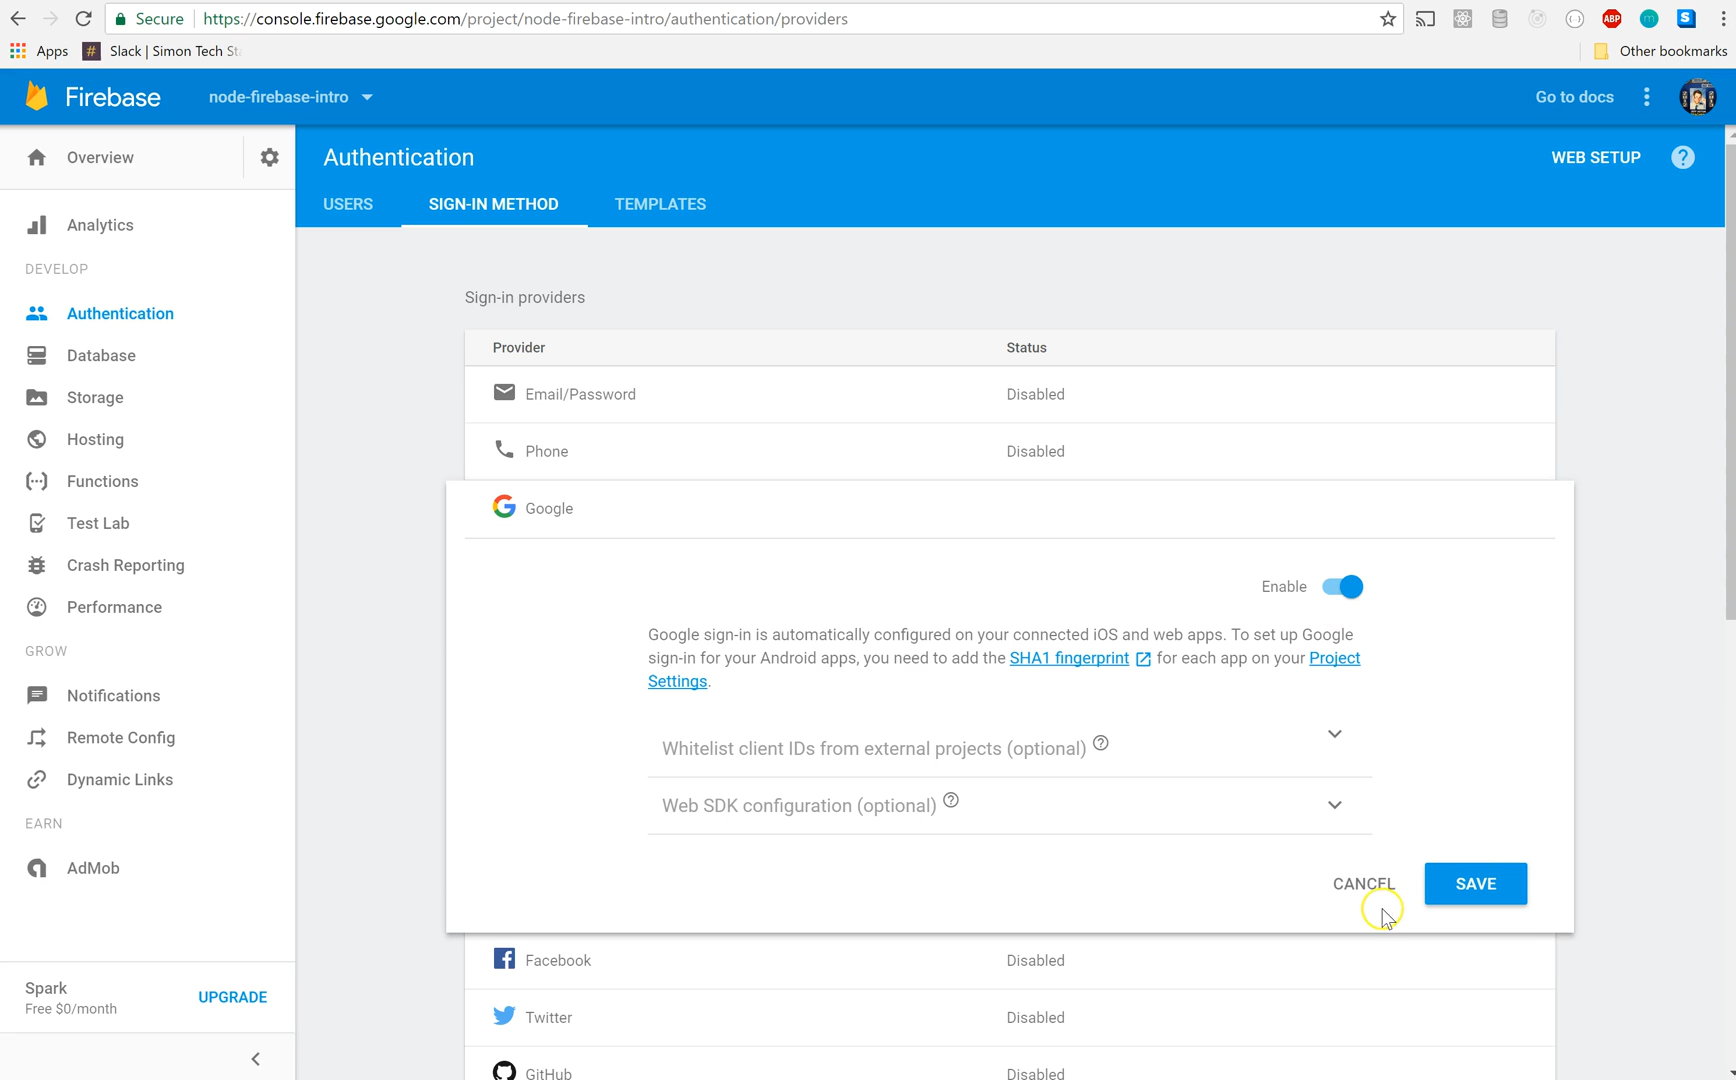 Secure
https://console.firebase.google.com/project/node-firebase-intro/authentication/providers
ABP
S
Apps
# Slack | Simon Tech St
Other bookmarks
Firebase
node-firebase-intro
Go to docs
Overview
Authentication
WEB SETUP
?
USERS
SIGN-IN METHOD
TEMPLATES
Analytics
DEVELOP
Authentication
Database
Storage
Hosting
Functions
Test Lab
Crash Reporting
Performance
GROW
Notifications
Remote Config
Dynamic Links
EARN
AdMob
Spark
Free $0/month
UPGRADE
Sign-in providers
Provider Status
Email/Password Disabled
Phone Disabled
Google
Enable
Google sign-in is automatically configured on your connected iOS and web apps. To set up Google
sign-in for your Android apps, you need to add the SHA1 fingerprint for each app on your Project
Settings.
Whitelist client IDs from external projects (optional) ?
Web SDK configuration (optional) ?
CANCEL SAVE
Facebook Disabled
Twitter Disabled
GitHub Disabled